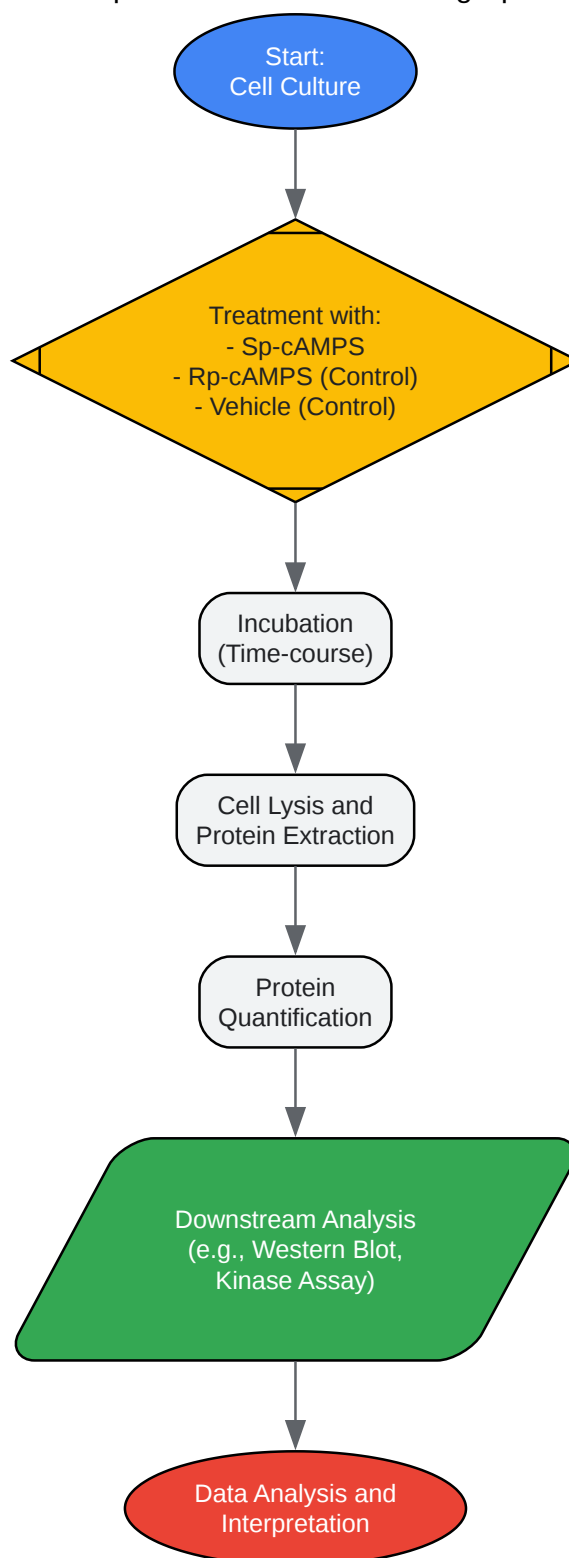 Start:
Cell Culture
Treatment with:
- Sp-cAMPS
- Rp-cAMPS (Control)
- Vehicle (Control)
Incubation
(Time-course)
Cell Lysis and
Protein Extraction
Protein
Quantification
Downstream Analysis
(e.g., Western Blot,
Kinase Assay)
Data Analysis and
Interpretation